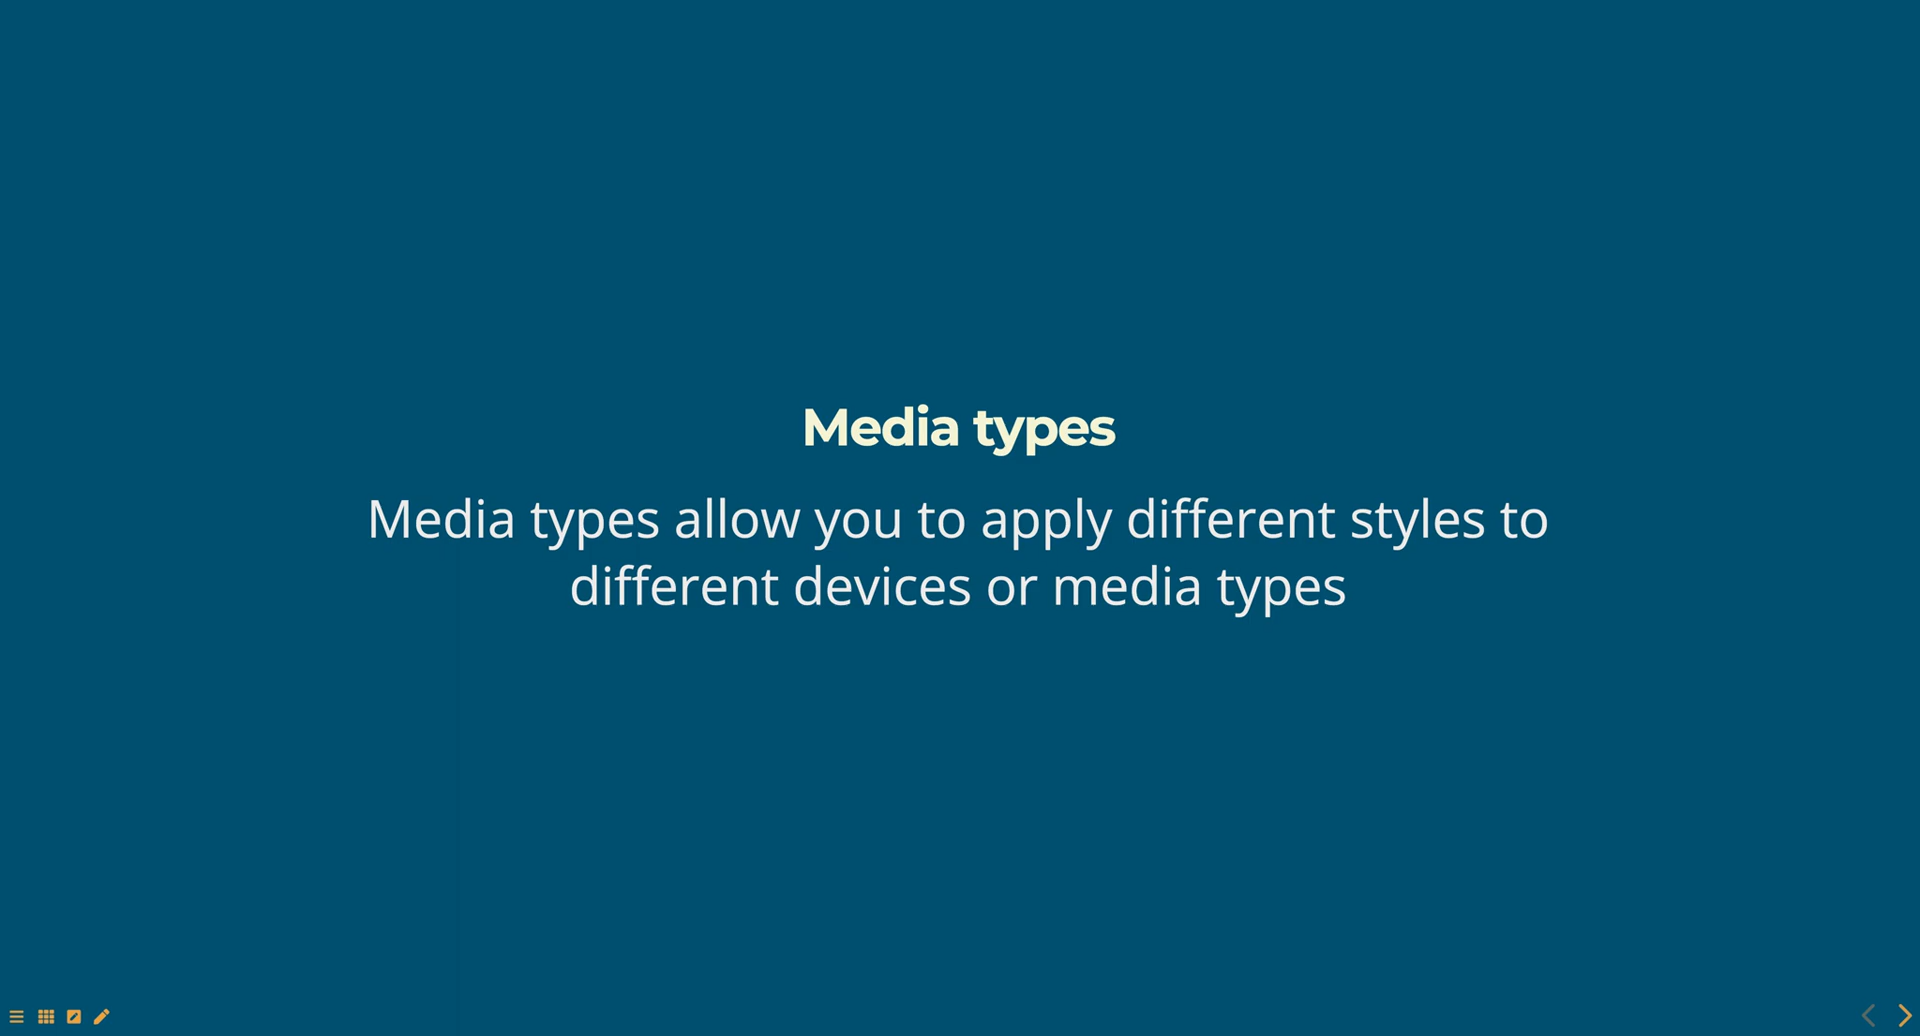 Media types
Media types allow you to apply different styles to
different devices or media types